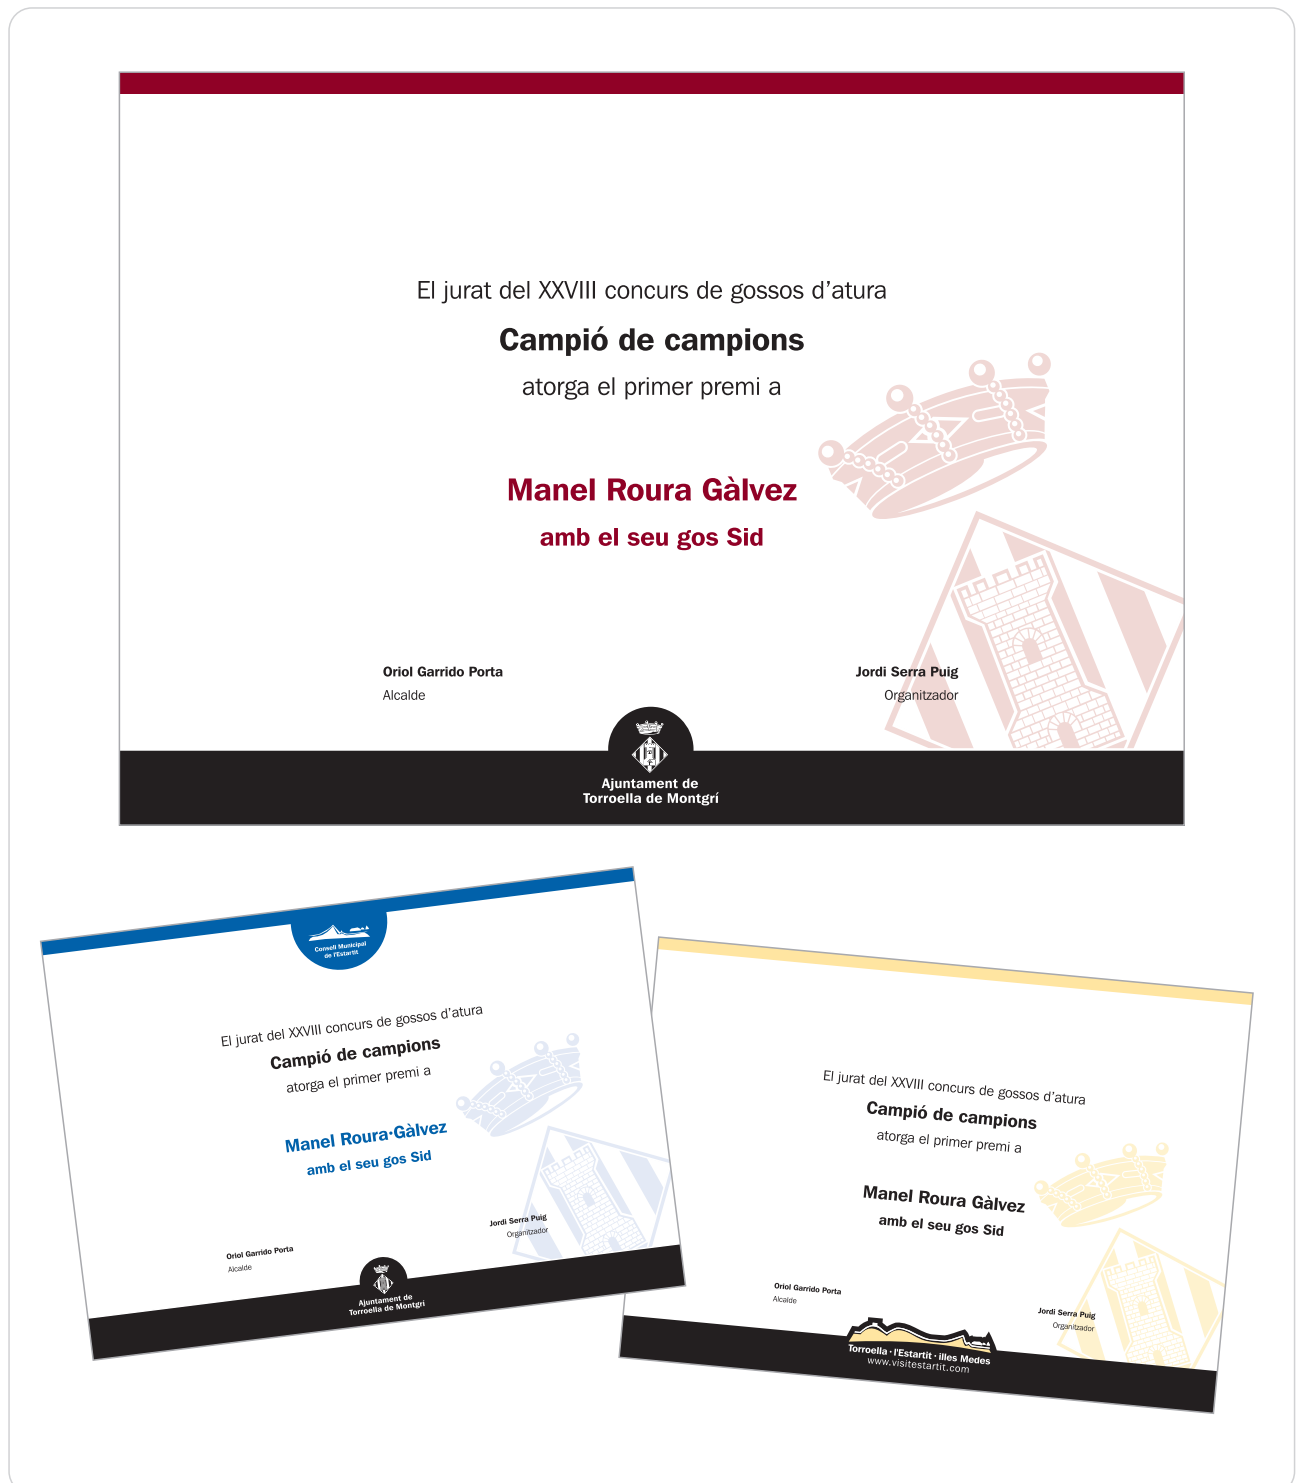 El jurat del XXVIII concurs de gossos d’atura
Campió de campions
atorga el primer premi a
Manel Roura Gàlvez
amb el seu gos Sid
Oriol Garrido Porta
Alcalde
Jordi Serra Puig
Organitzador
Ajuntament de
Torroella de Montgrí
Consell Municipal
de l'Estartit
El jurat del XXVIII concurs de gossos d’atura
Campió de campions
atorga el primer premi a
Manel Roura·Gàlvez
amb el seu gos Sid
Oriol Garrido Porta
Alcalde
Jordi Serra Puig
Organitzador
Ajuntament de
Torroella de Montgrí
El jurat del XXVIII concurs de gossos d’atura
Campió de campions
atorga el primer premi a
Manel Roura Gàlvez
amb el seu gos Sid
Oriol Garrido Porta
Alcalde
Jordi Serra Puig
Organitzador
Torroella · l'Estartit · illes Medes
www.visitestartit.com